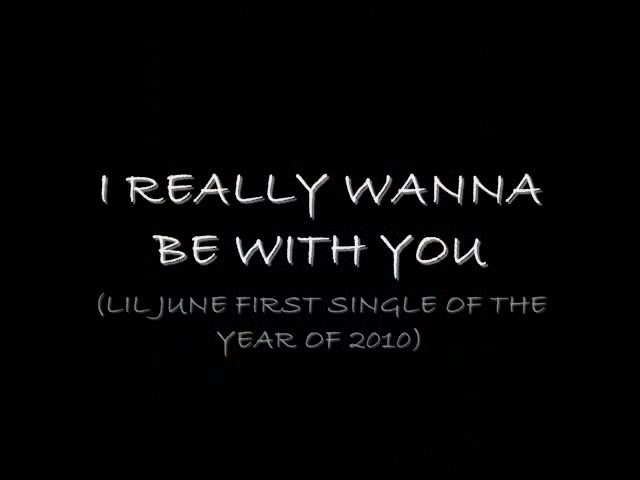 I REALLY WANNA
BE WITH YOU
(LIL JUNE FIRST SINGLE OF THE
YEAR OF 2010)